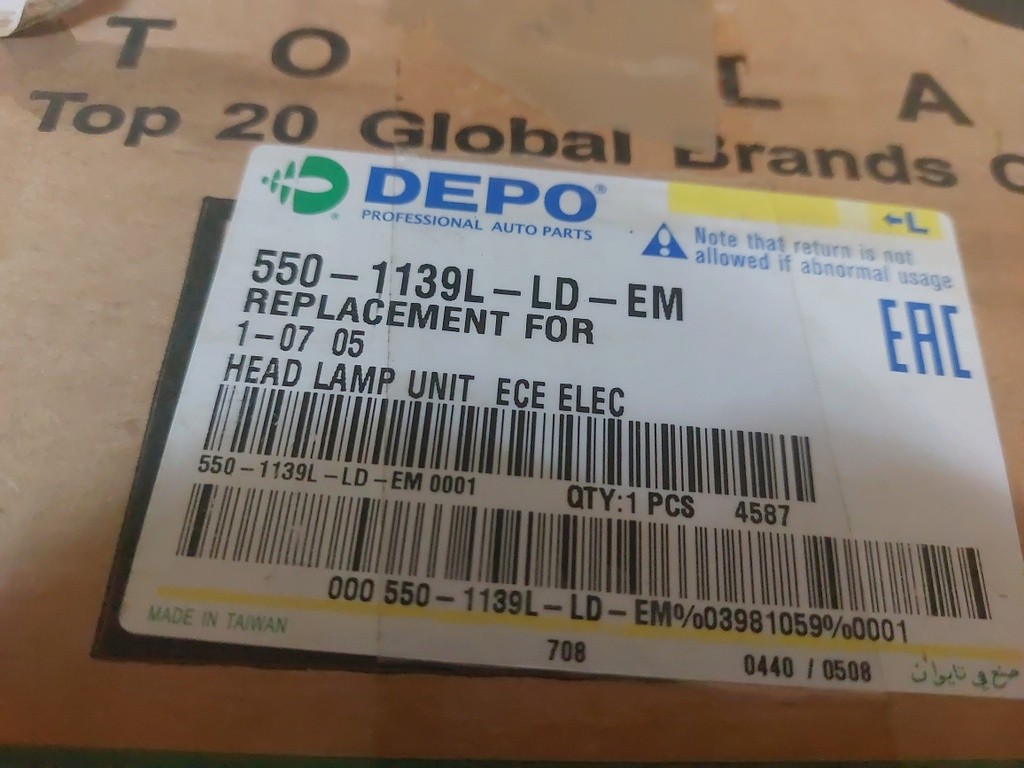 T O L A
Top 20 Global Brands
DEPO®
PROFESSIONAL AUTO PARTS
←L
Note that return is not
allowed if abnormal usage
550-1139L-LD-EM
REPLACEMENT FOR
1-07 05
HEAD LAMP UNIT ECE ELEC
EAC
550-1139L-LD-EM 0001
QTY:1 PCS 4587
000 550-1139L-LD-EM%03981059%0001
MADE IN TAIWAN
708
0440 / 0508
صنع في تايوان